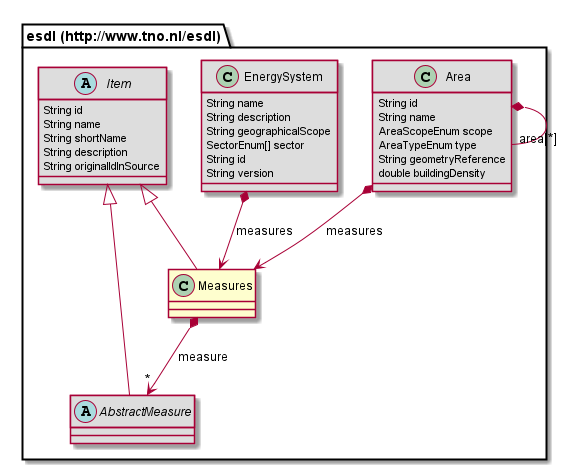 esdl (http://www.tno.nl/esdl)
A Item
String id
String name
String shortName
String description
String originalIdInSource
C EnergySystem
String name
String description
String geographicalScope
SectorEnum[] sector
String id
String version
C Area
String id
String name
AreaScopeEnum scope
AreaTypeEnum type
String geometryReference
double buildingDensity
area[*]
measures
measures
C Measures
measure
*
A AbstractMeasure